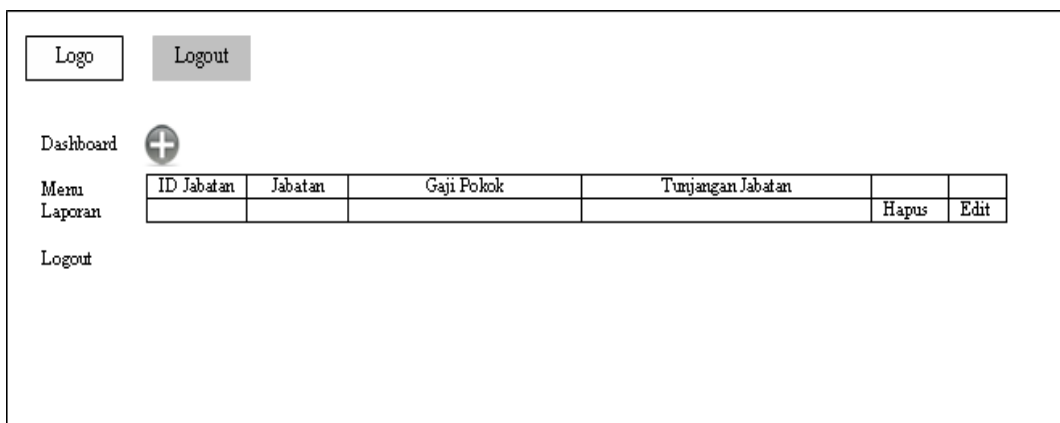 Logo Logout
Dashboard
Menu
Laporan
Logout
ID Jabatan Jabatan Gaji Pokok Tunjangan Jabatan
Hapus Edit